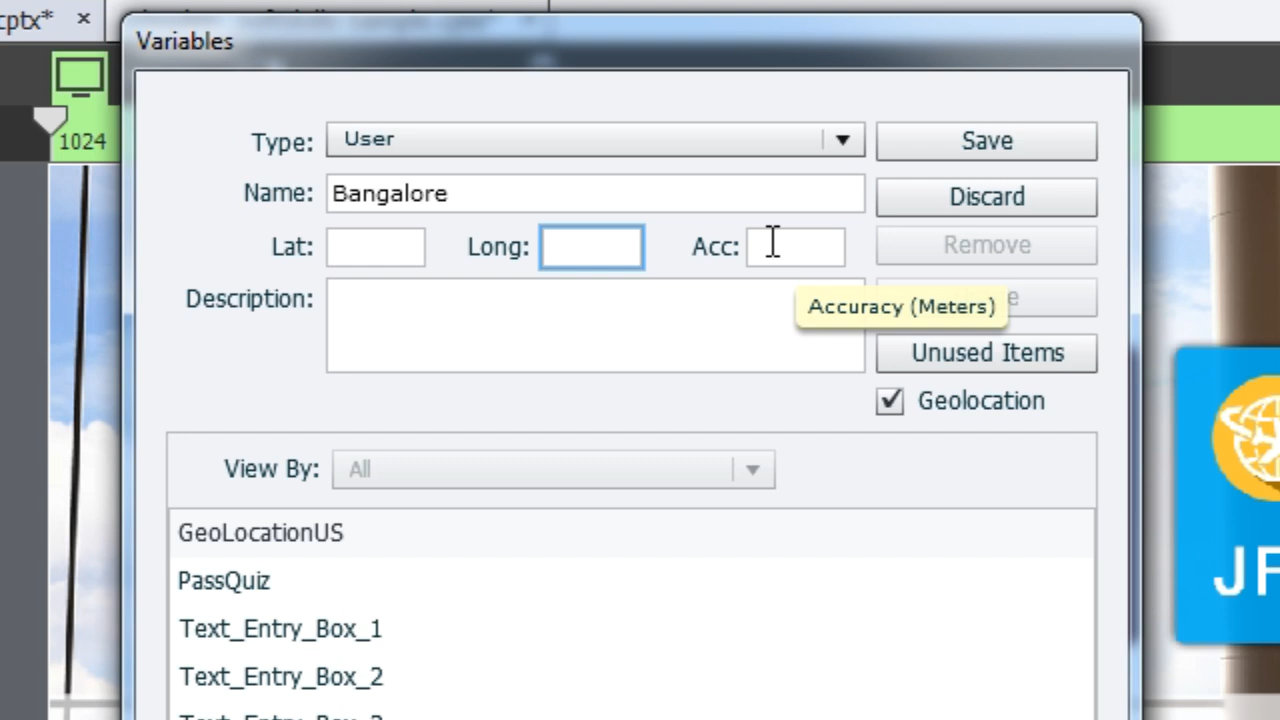 cptx* ×
Variables
1024
Type: User
Save
Name: Bangalore
Discard
Lat:
Long:
Acc:
Remove
Description:
Accuracy (Meters)
Unused Items
Geolocation
View By: All
GeoLocationUS
PassQuiz
Text_Entry_Box_1
Text_Entry_Box_2